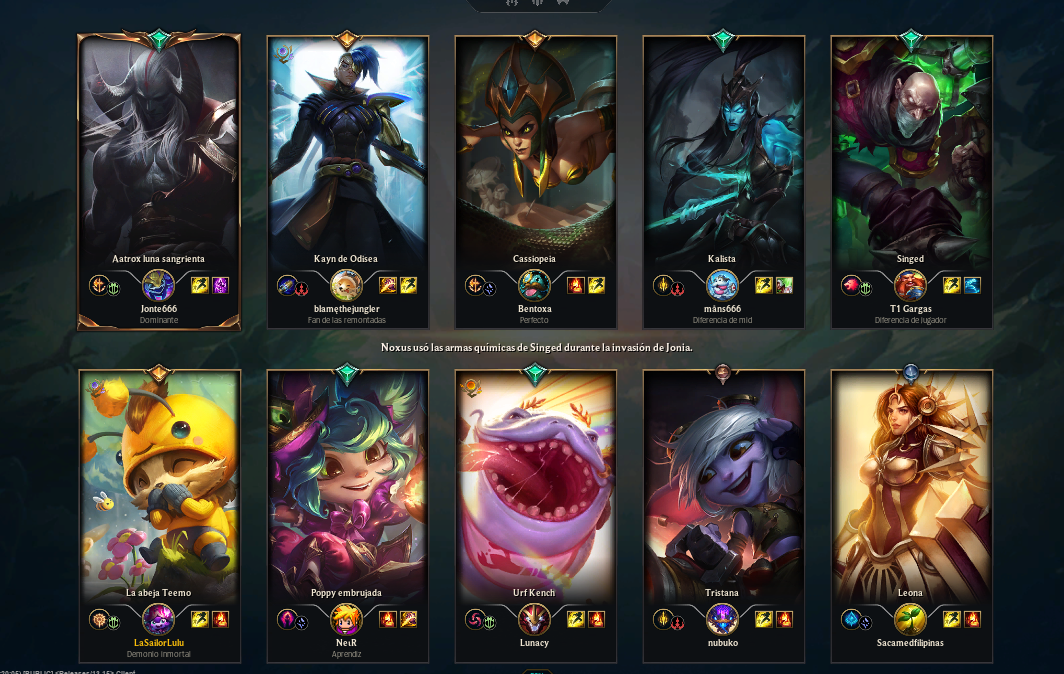 Aatrox luna sangrienta
Kayn de Odisea
Cassiopeia
Kalista
Singed
Jonte666
blamethejungler
Bentoxa
måns666
T1 Gargas
Dominante
Fan de las remontadas
Perfecto
Diferencia de mid
Diferencia de jugador
Noxus usó las armas químicas de Singed durante la invasión de Jonia.
La abeja Teemo
Poppy embrujada
Urf Kench
Tristana
Leona
LaSailorLulu
NeiR
Lunacy
nubuko
Sacamedfilipinas
Demonio inmortal
Aprendiz